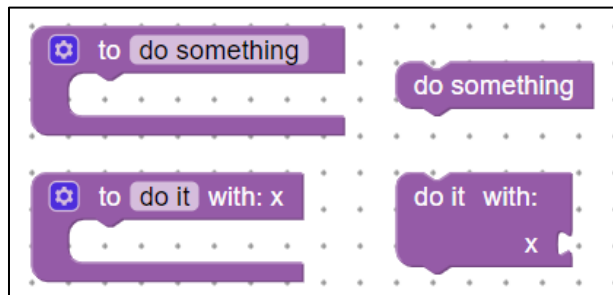 to do something
do something
to do it with: x
do it with:
x